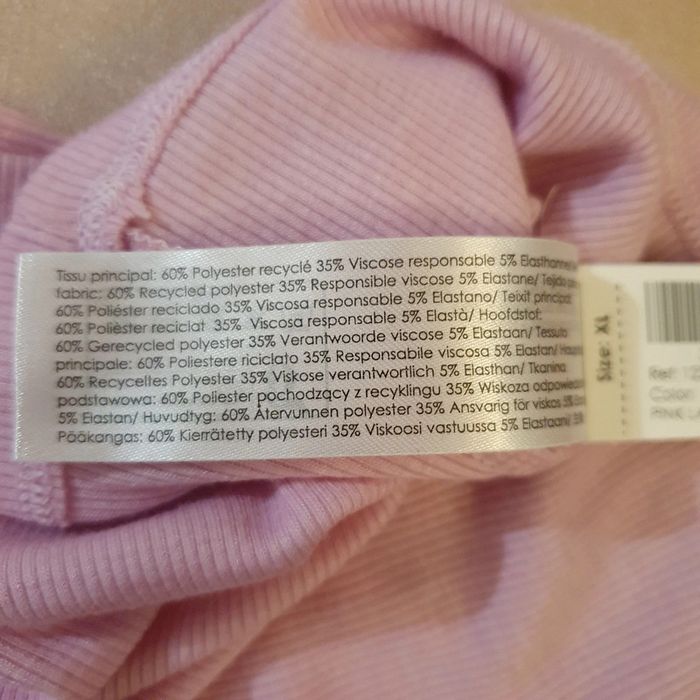 Tissu principal: 60% Polyester recyclé 35% Viscose responsable 5% Elasthanne/
fabric: 60% Recycled polyester 35% Responsible viscose 5% Elastane/ Tejido
60% Poliéster reciclado 35% Viscosa responsable 5% Elastano/ Teixit principal:
60% Polièster reciclat 35% Viscosa responsable 5% Elastà/ Hoofdstof:
60% Gerecycled polyester 35% Verantwoorde viscose 5% Elastaan/ Tessuto
principale: 60% Poliestere riciclato 35% Responsabile viscosa 5% Elastan/
60% Recyceltes Polyester 35% Viskose verantwortlich 5% Elasthan/ Tkanina
podstawowa: 60% Poliester pochodzący z recyklingu 35% Wiskoza
5% Elastan/ Huvudtyg: 60% Återvunnen polyester 35% Ansvarig för viskos 5%
Pääkangas: 60% Kierrätetty polyesteri 35% Viskoosi vastuussa 5% Elastaani/
Size: XL
Ref:
Color
PINK